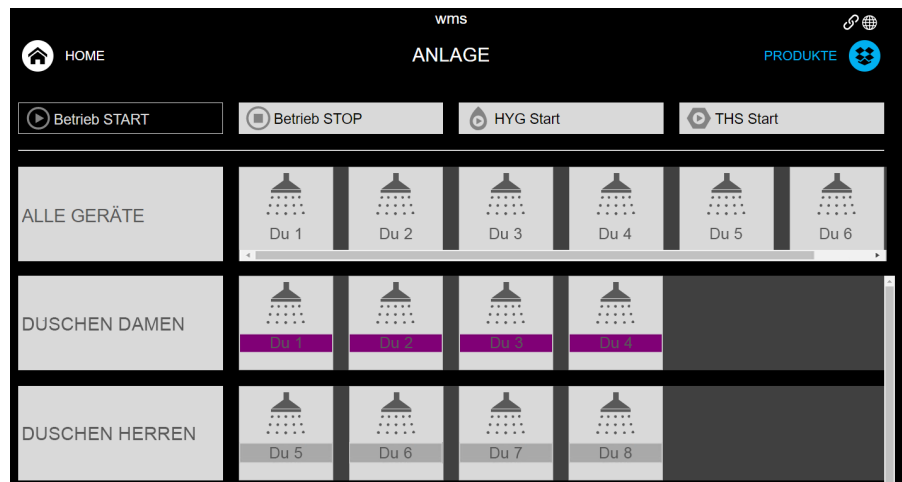 wms
HOME
ANLAGE
PRODUKTE
Betrieb START
Betrieb STOP
HYG Start
THS Start
ALLE GERÄTE
Du 1
Du 2
Du 3
Du 4
Du 5
Du 6
DUSCHEN DAMEN
Du 1
Du 2
Du 3
Du 4
DUSCHEN HERREN
Du 5
Du 6
Du 7
Du 8